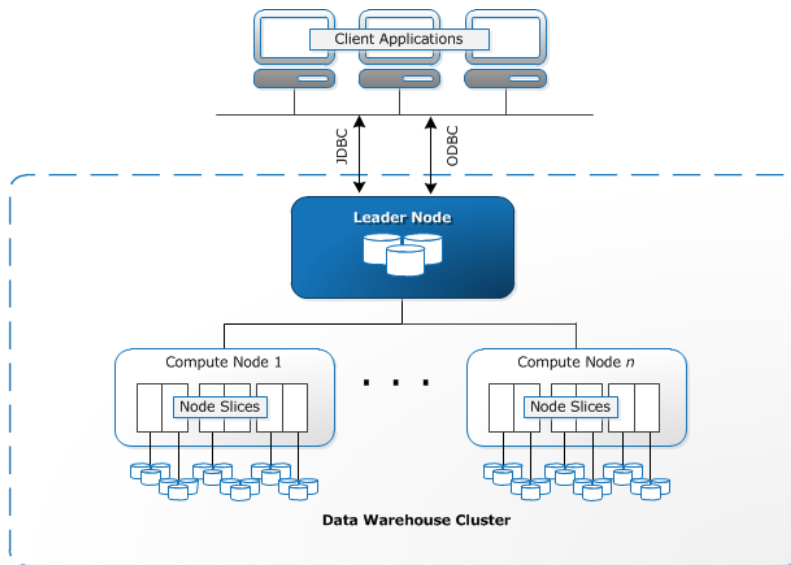 Client Applications
JDBC
ODBC
Leader Node
Compute Node 1
Compute Node n
. . .
Node Slices
Node Slices
Data Warehouse Cluster